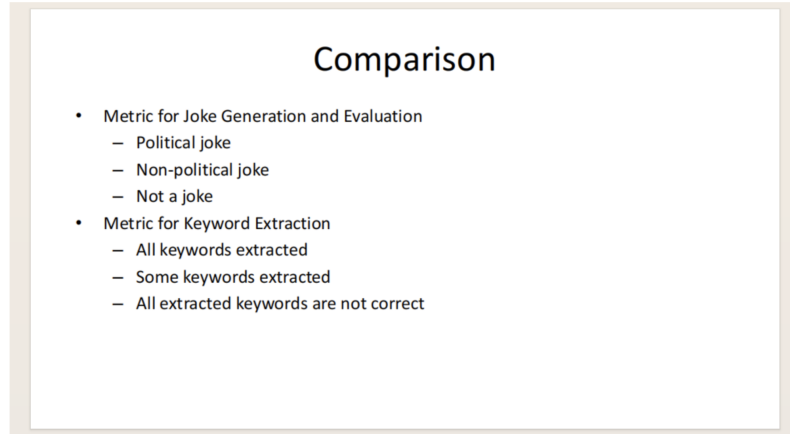 Comparison
• Metric for Joke Generation and Evaluation
– Political joke
– Non-political joke
– Not a joke
• Metric for Keyword Extraction
– All keywords extracted
– Some keywords extracted
– All extracted keywords are not correct